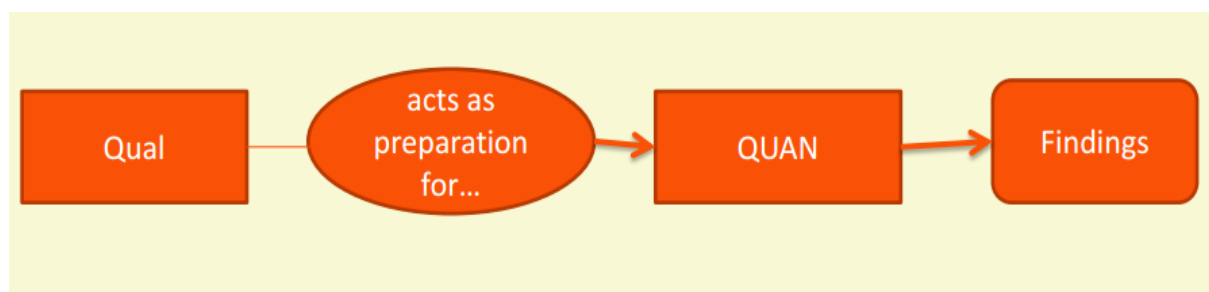 Qual
acts as
preparation
for...
QUAN
Findings